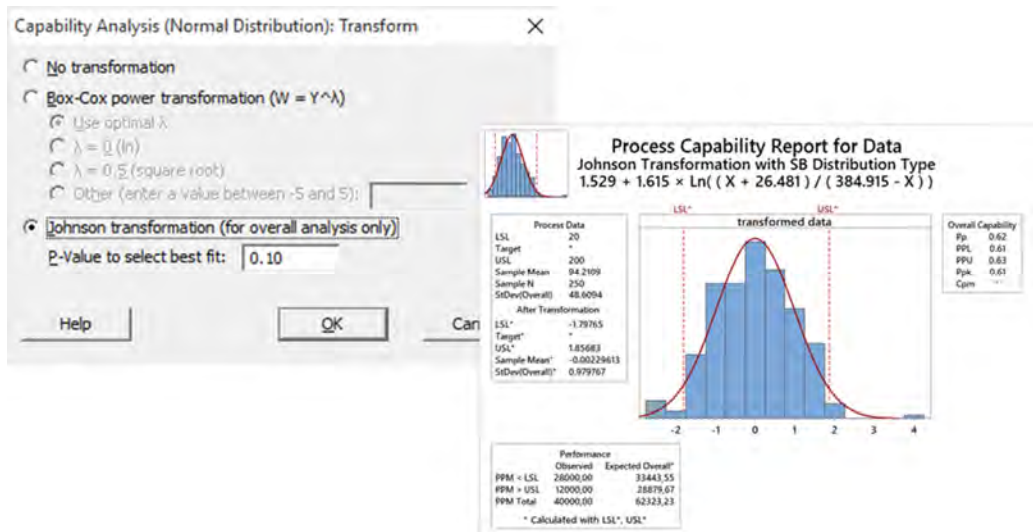 Capability Analysis (Normal Distribution): Transform
No transformation
Box-Cox power transformation (W = Y^λ)
Use optimal λ
λ = 0 (ln)
λ = 0.5 (square root)
Other (enter a value between -5 and 5):
Johnson transformation (for overall analysis only)
P-Value to select best fit: 0.10
Help OK Can
Process Capability Report for Data
Johnson Transformation with SB Distribution Type
1.529 + 1.615 × Ln( ( X + 26.481 ) / ( 384.915 - X ) )
LSL* USL*
transformed data
Process Data
LSL 20
Target *
USL 200
Sample Mean 94.2109
Sample N 250
StDev(Overall) 48.6094
After Transformation
LSL* -1.79765
Target* *
USL* 1.85683
Sample Mean* -0.00229613
StDev(Overall)* 0.979767
Overall Capability
Pp 0.62
PPL 0.61
PPU 0.63
Ppk 0.61
Cpm
-2 -1 0 1 2 3 4
Performance
Observed Expected Overall*
PPM < LSL 28000,00 33443,55
PPM > USL 12000,00 28879,67
PPM Total 40000,00 62323,23
* Calculated with LSL*, USL*